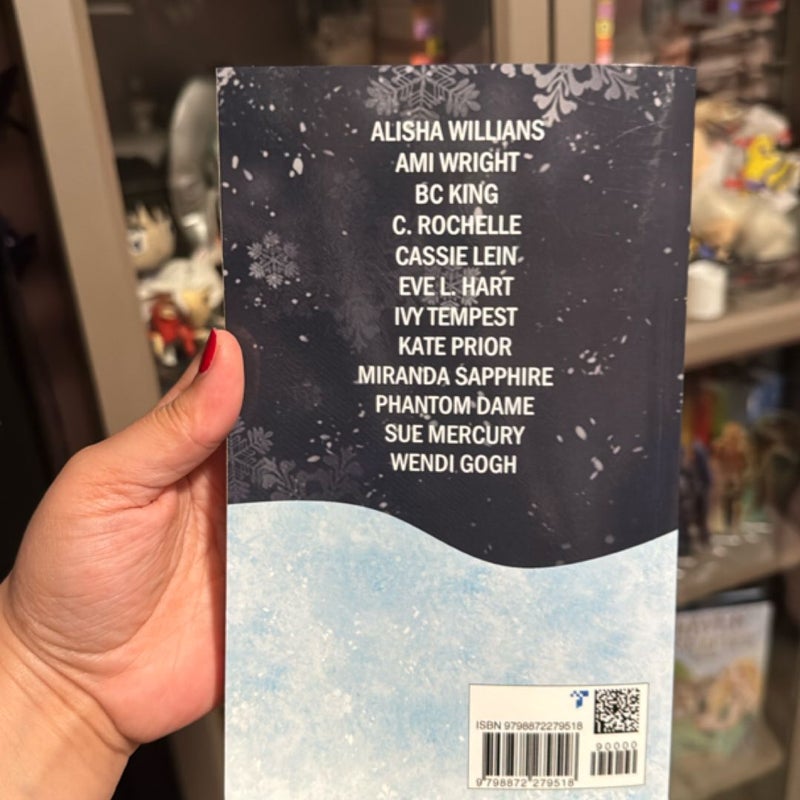 ALISHA WILLIANS
AMI WRIGHT
BC KING
C. ROCHELLE
CASSIE LEIN
EVE L. HART
IVY TEMPEST
KATE PRIOR
MIRANDA SAPPHIRE
PHANTOM DAME
SUE MERCURY
WENDI GOGH
ISBN 9798872279518
90000
9 798872 279518